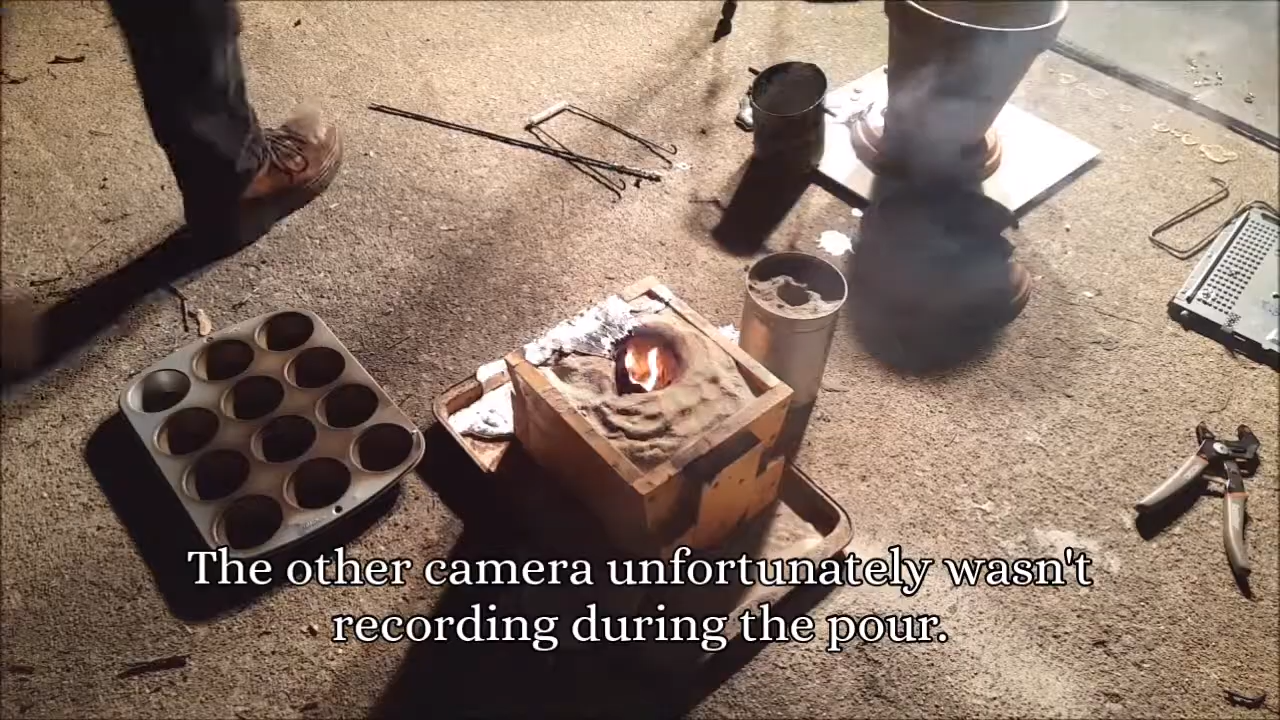 The other camera unfortunately wasn't
recording during the pour.